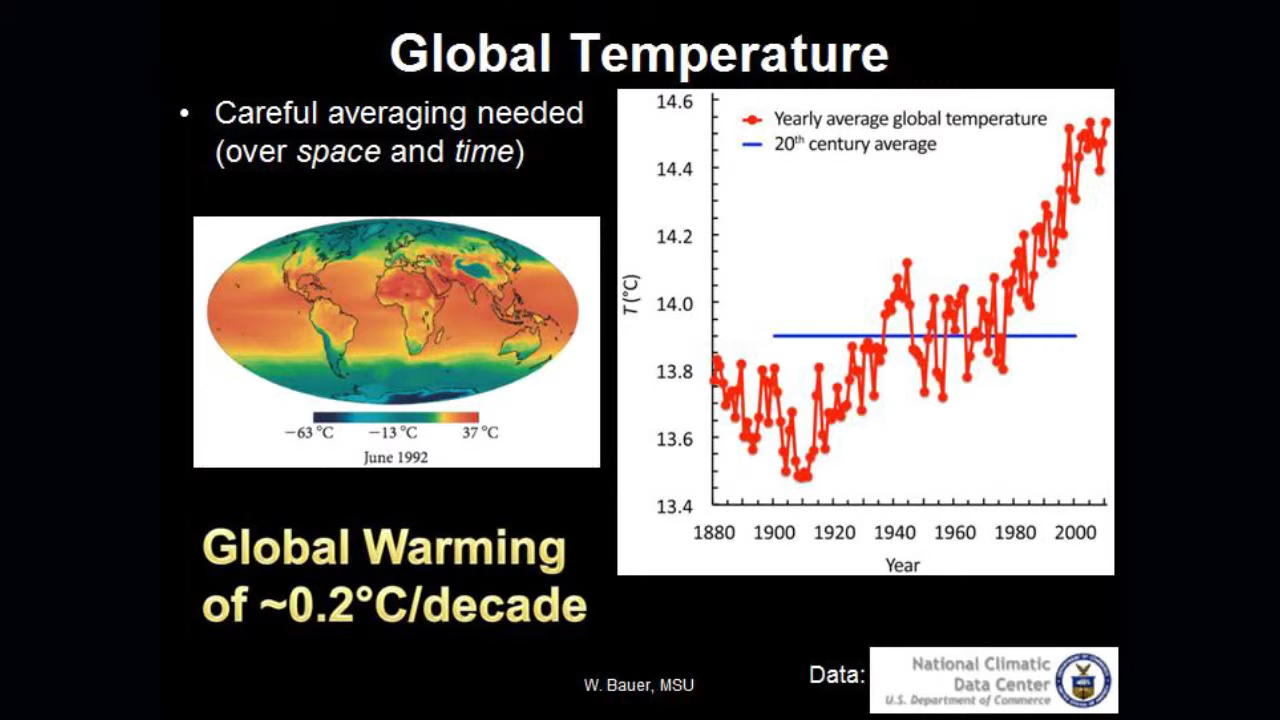 Global Temperature
• Careful averaging needed
(over space and time)
−63 °C −13 °C 37 °C
June 1992
Global Warming
of ~0.2°C/decade
Yearly average global temperature
20th century average
14.6
14.4
14.2
14.0
13.8
13.6
13.4
T(°C)
1880 1900 1920 1940 1960 1980 2000
Year
W. Bauer, MSU
Data:
National Climatic
Data Center
U.S. Department of Commerce